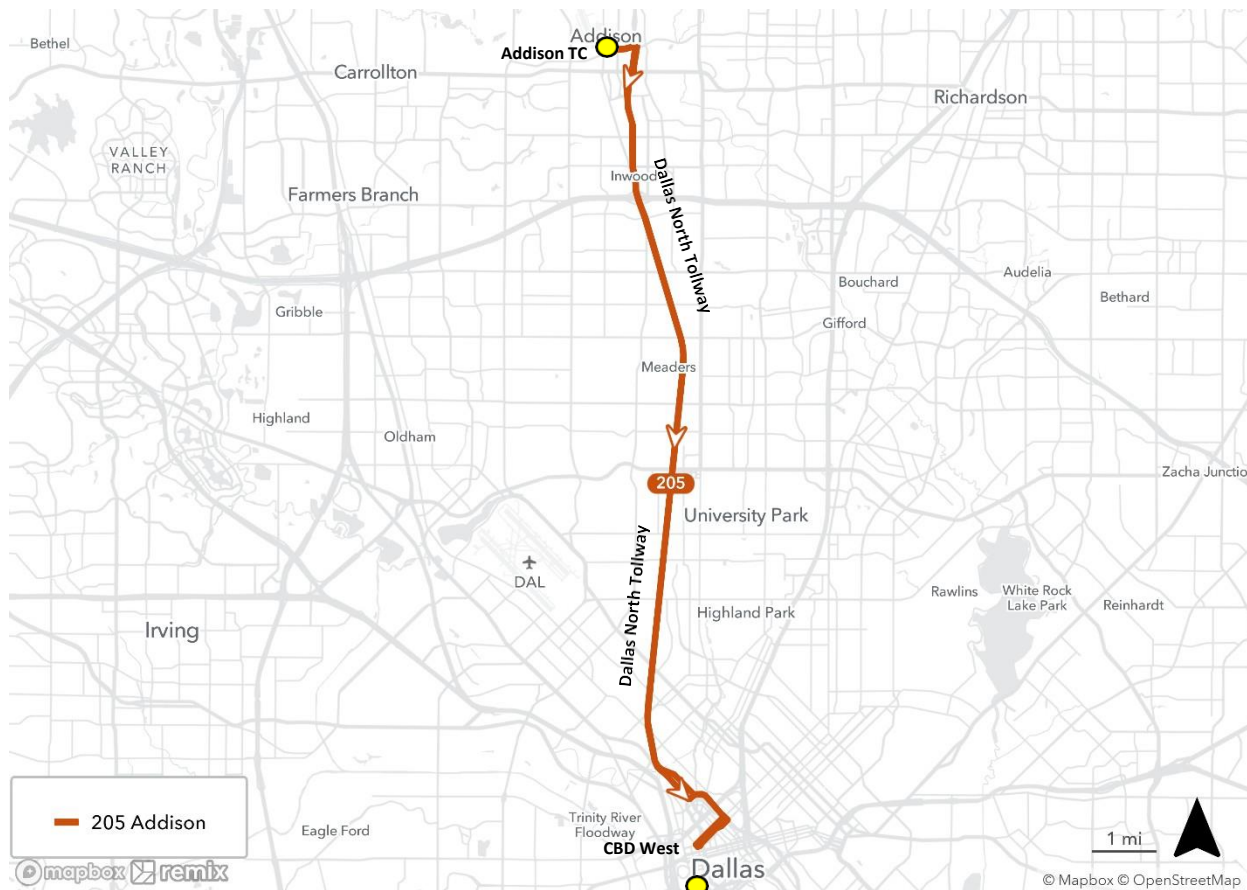 Addison
Bethel
Addison TC
Carrollton
Richardson
VALLEY
RANCH
Dallas North Tollway
Inwood
Farmers Branch
Audelia
Bouchard
Bethard
Gribble
Gifford
Meaders
Highland
Oldham
Zacha Junctio
205
University Park
Dallas North Tollway
DAL
Rawlins
White Rock
Lake Park
Reinhardt
Highland Park
Irving
205 Addison
Eagle Ford
Trinity River
Floodway
CBD West
1 mi
Dallas
mapbox remix
© Mapbox © OpenStreetMap